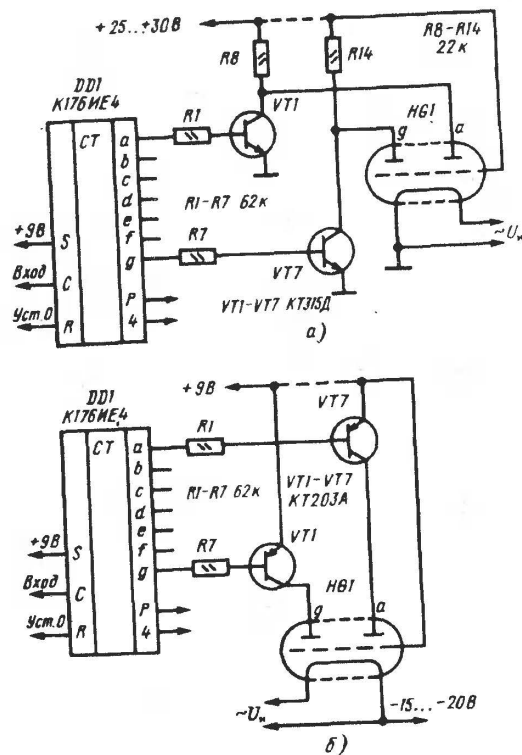 +25...+30В
R8
R14
R8-R14
22к
DD1
К176ИЕ4
CT
a
b
c
d
e
f
g
P
4
S
C
R
+9В
Вход
Уст.0
R1
R1-R7 62к
R7
VT1
VT7
VT1-VT7 КТ315Д
HG1
g
a
~Uн
а)
+9В
DD1
К176ИЕ4
CT
a
b
c
d
e
f
g
P
4
S
C
R
+9В
Вход
Уст.0
R1
R1-R7 62к
R7
VT7
VT1-VT7
КТ203А
VT1
HG1
g
a
~Uн
-15...-20В
б)